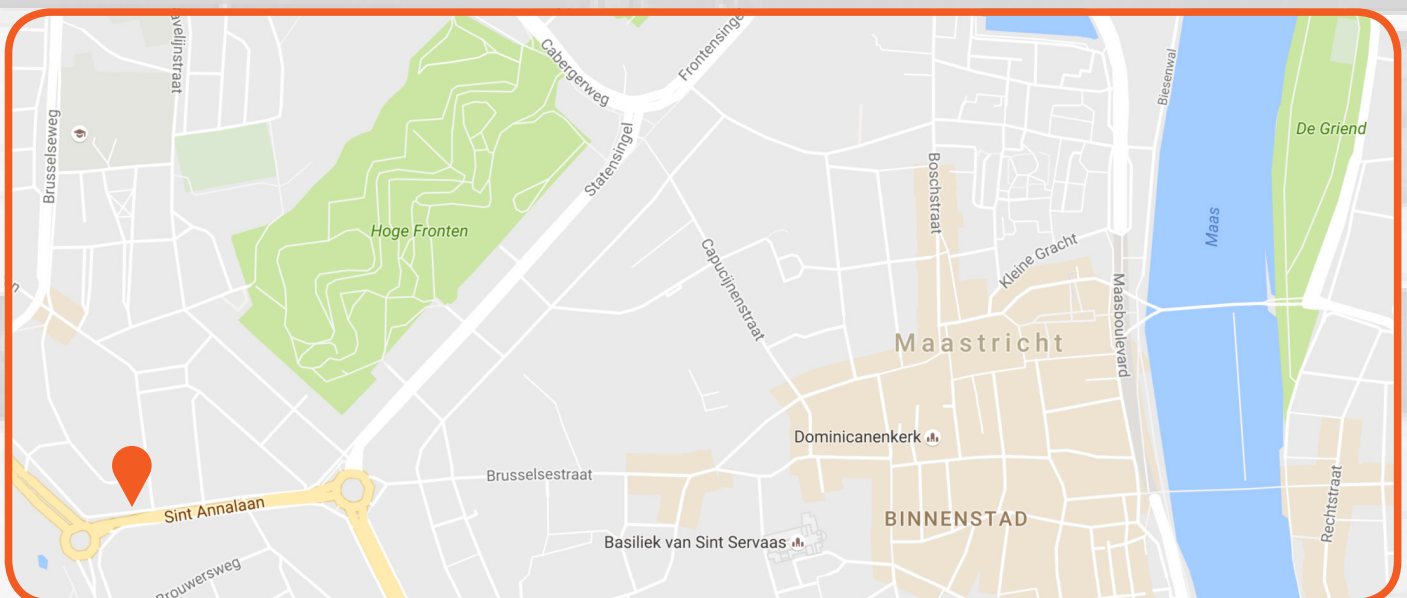 avelijnstraat
Cabergerweg
Frontensinge
Biesenwal
Brusselseweg
De Griend
Statensingel
Boschstraat
Hoge Fronten
Maas
Kleine Gracht
Capucijnenstraat
n
Maastricht
Maasboulevard
Dominicanenkerk
Brusselsestraat
Sint Annalaan
BINNENSTAD
Rechtstraat
Basiliek van Sint Servaas
Brouwersweg